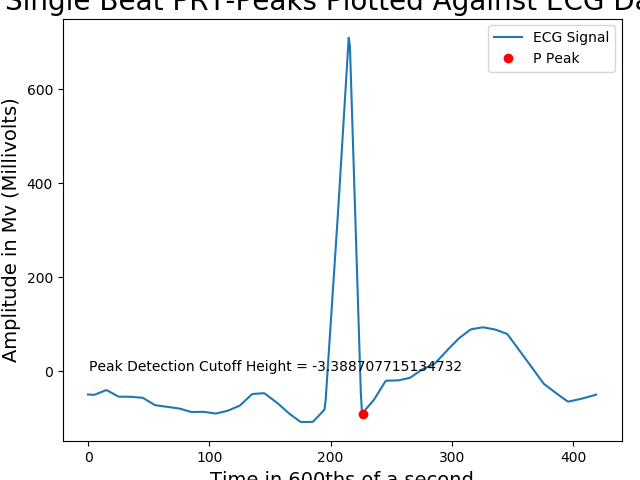 Single Beat PRT-Peaks Plotted Against ECG Da
ECG Signal
P Peak
Amplitude in Mv (Millivolts)
600
400
200
0
Peak Detection Cutoff Height = -3.388707715134732
0 100 200 300 400
Time in 600ths of a second